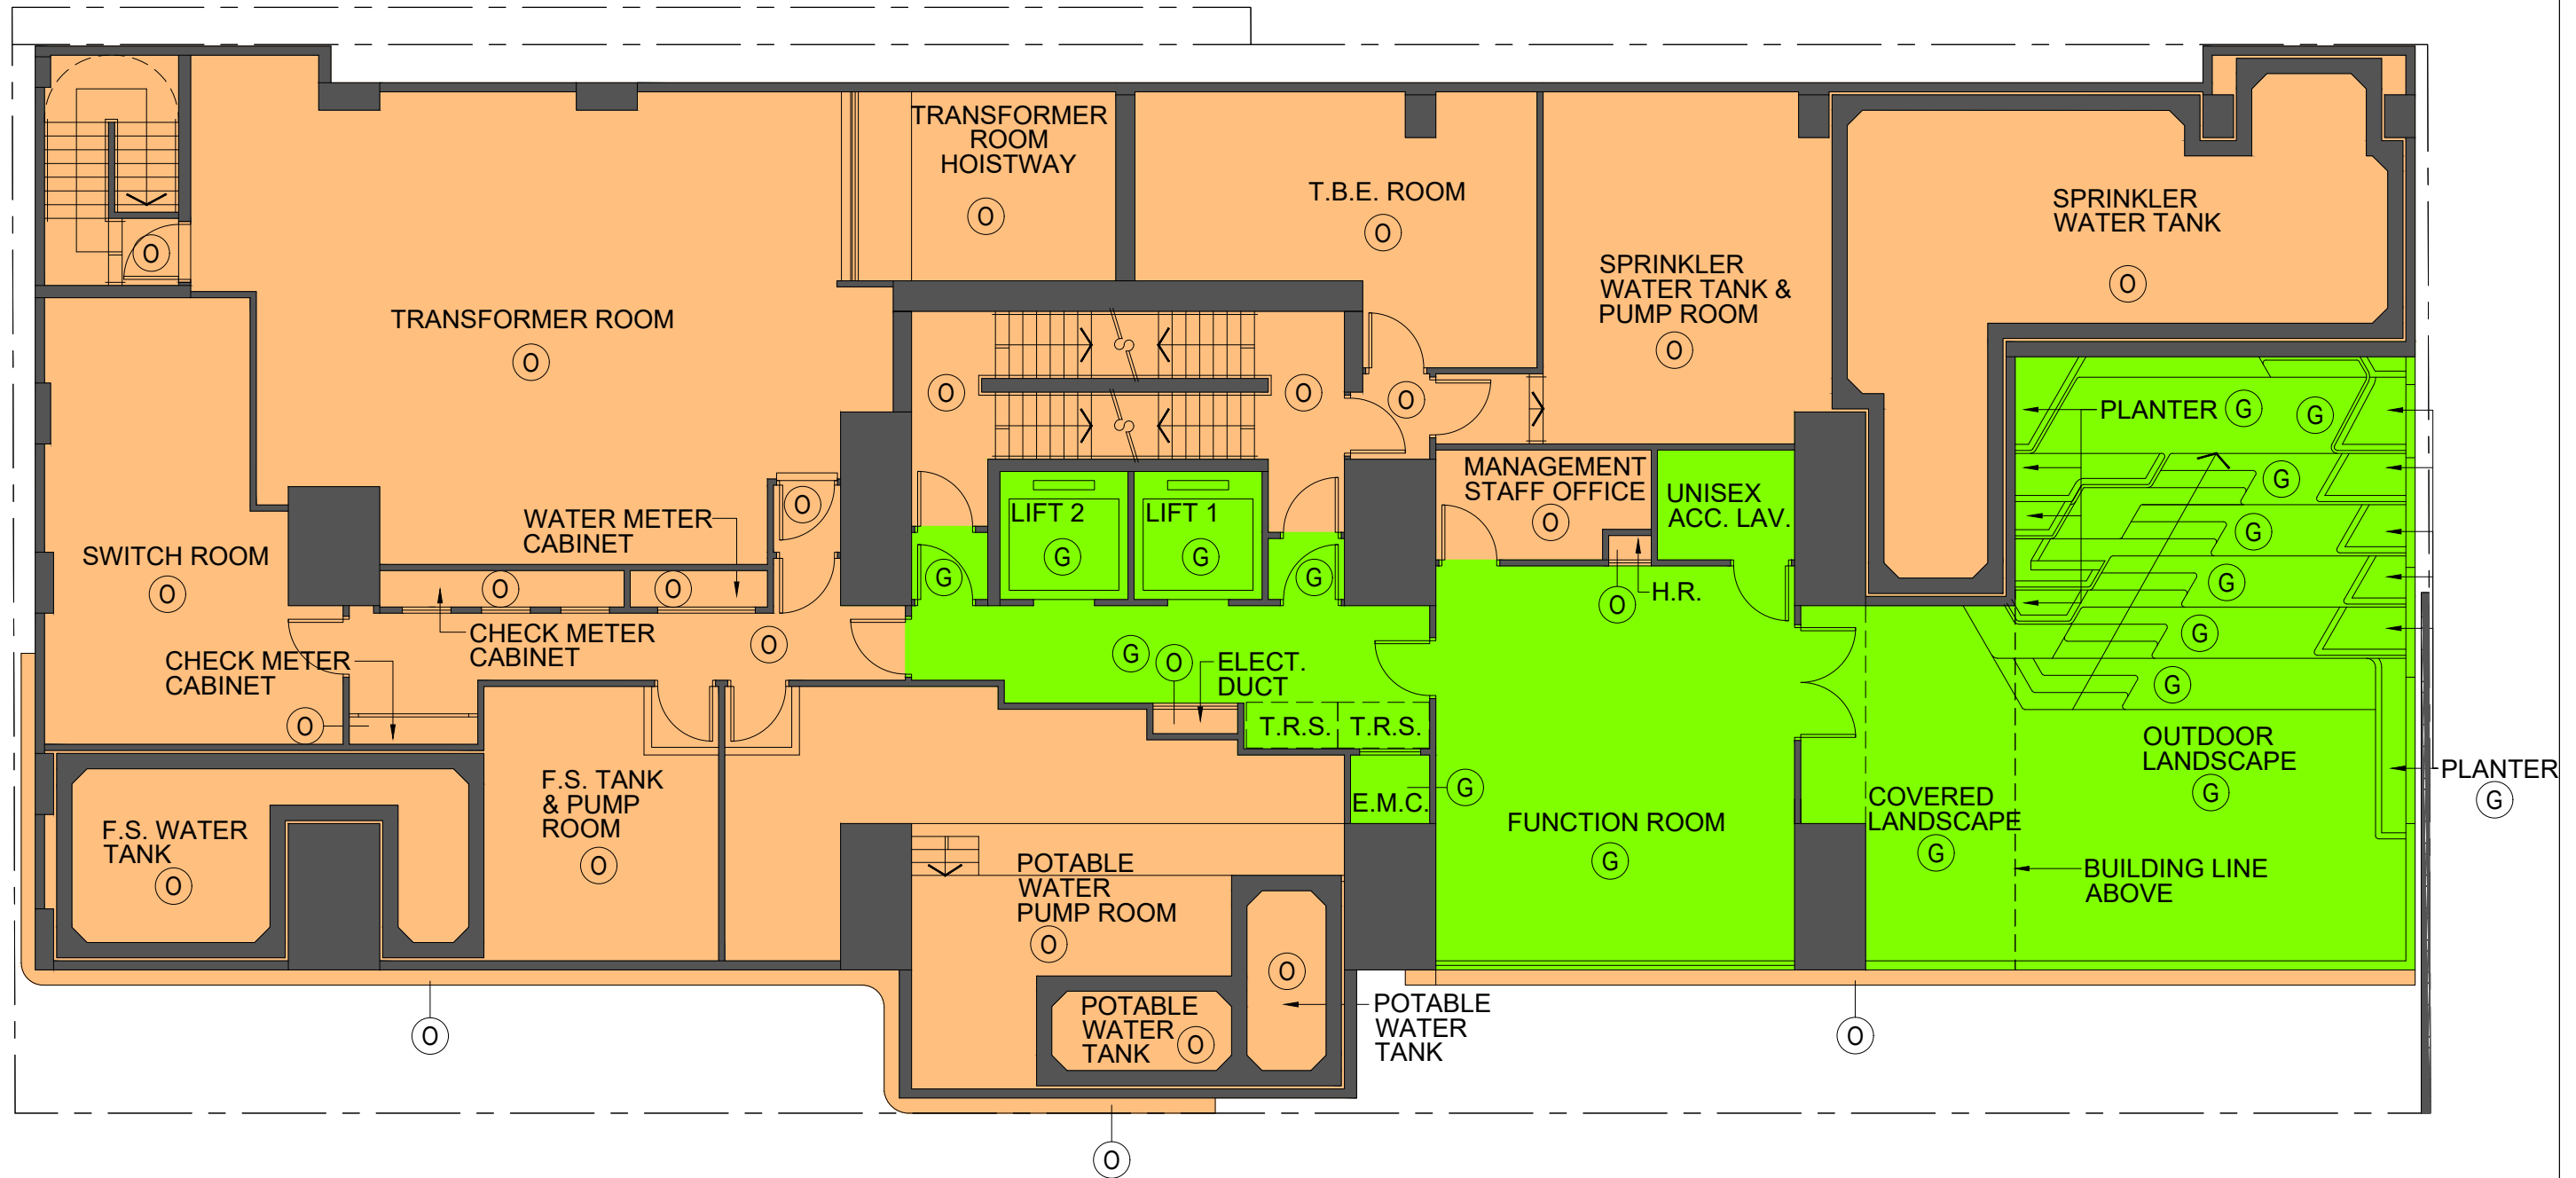 TRANSFORMER
ROOM
HOISTWAY
O
T.B.E. ROOM
O
SPRINKLER
WATER TANK
O
SPRINKLER
WATER TANK &
PUMP ROOM
O
O
TRANSFORMER ROOM
O
O
O
O
PLANTER G
G
MANAGEMENT
STAFF OFFICE
O
UNISEX
ACC. LAV.
G
LIFT 2
G
LIFT 1
G
O
WATER METER
CABINET
G
SWITCH ROOM
O
O
O
G
G
G
H.R.
O
CHECK METER
CABINET
O
G
G
O
ELECT.
DUCT
CHECK METER
CABINET
O
G
T.R.S.
T.R.S.
OUTDOOR
LANDSCAPE
G
PLANTER
G
F.S. TANK
& PUMP
ROOM
O
E.M.C.
G
COVERED
LANDSCAPE
G
FUNCTION ROOM
G
F.S. WATER
TANK
O
POTABLE
WATER
PUMP ROOM
O
BUILDING LINE
ABOVE
O
POTABLE
WATER
TANK O
POTABLE
WATER
TANK
O
O
O